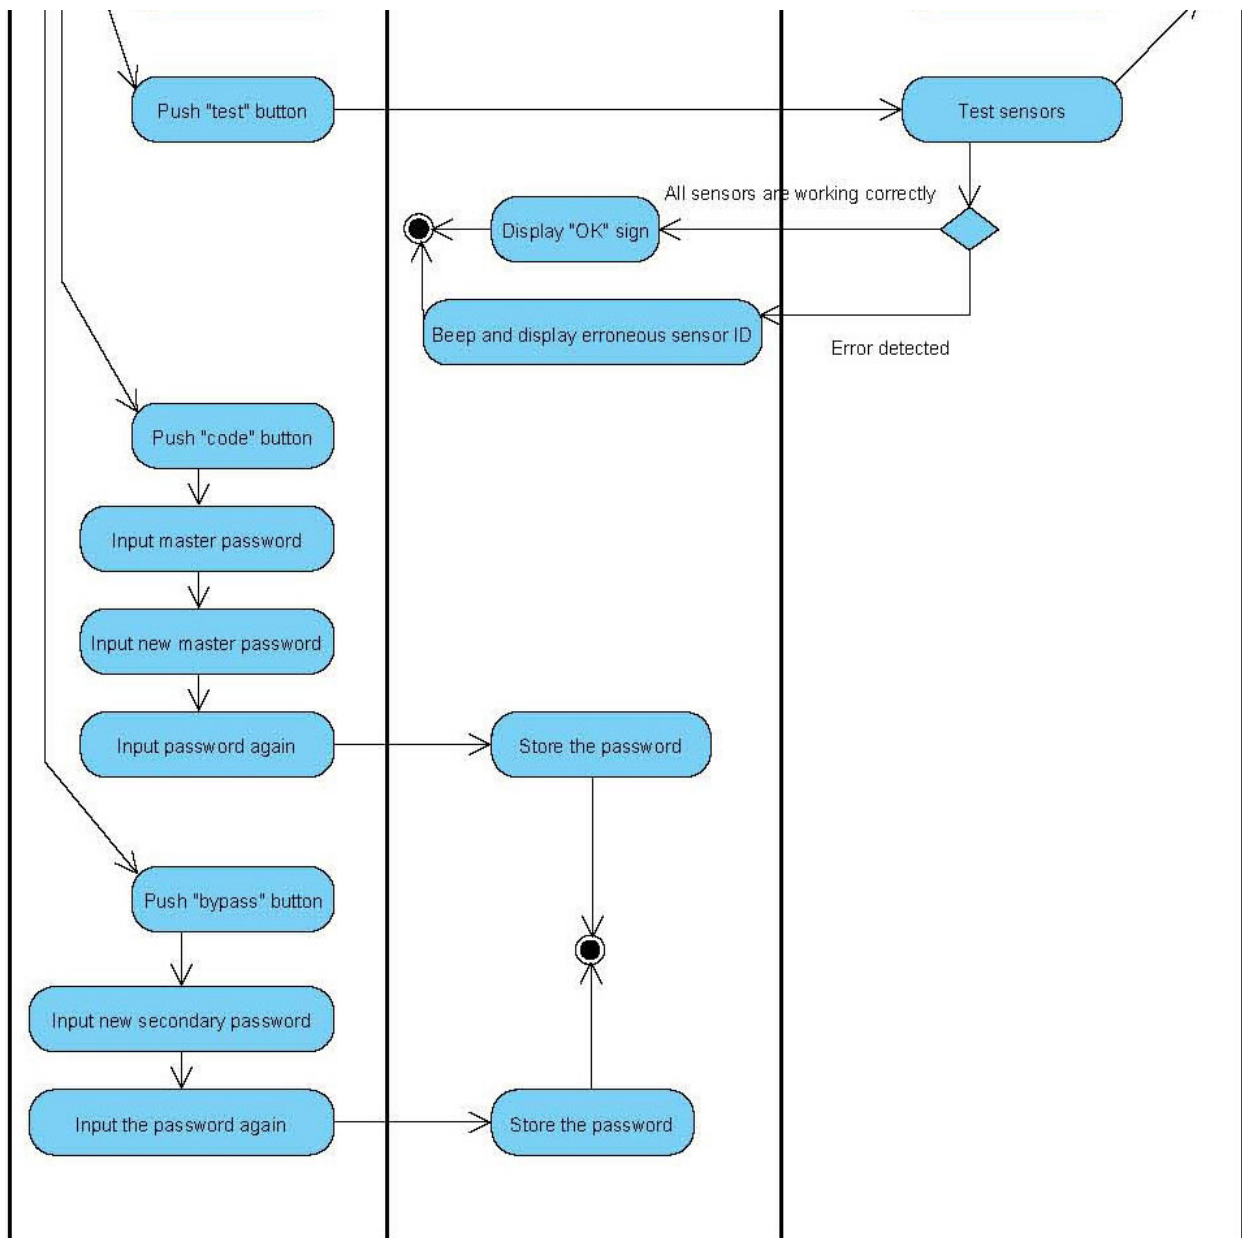 Push "test" button
Test sensors
All sensors are working correctly
Display "OK" sign
Beep and display erroneous sensor ID
Error detected
Push "code" button
Input master password
Input new master password
Input password again
Store the password
Push "bypass" button
Input new secondary password
Input the password again
Store the password